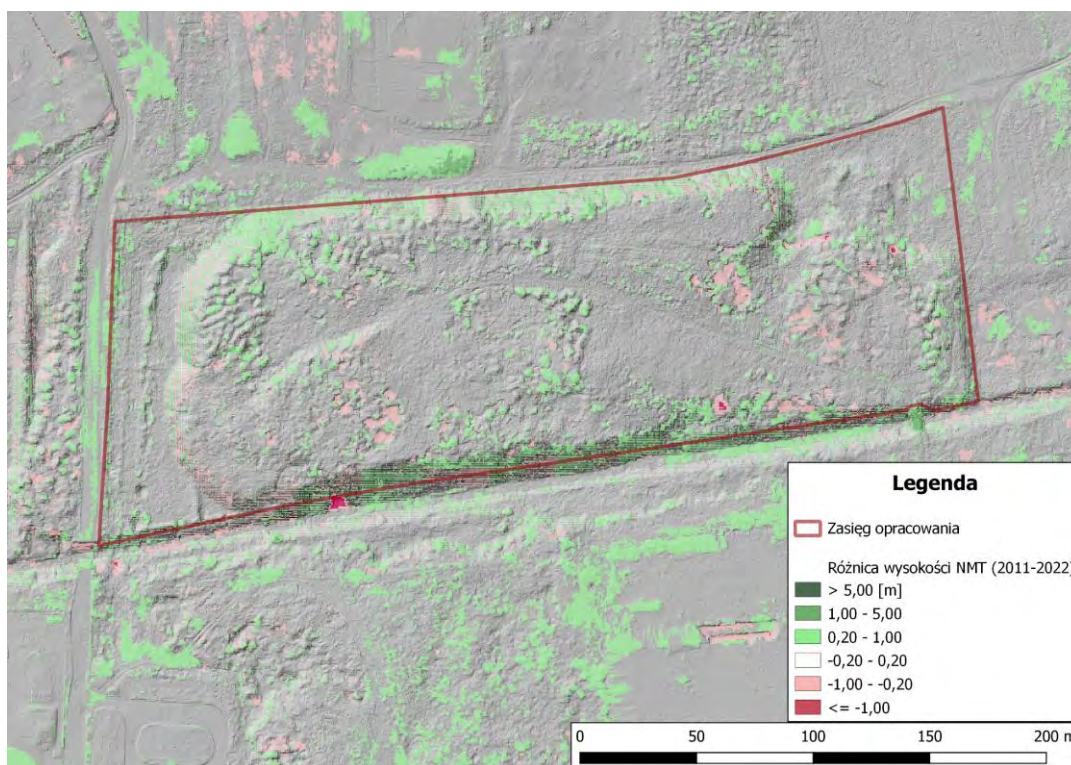 Legenda
Zasięg opracowania
Różnica wysokości NMT (2011-2022)
> 5,00 [m]
1,00 - 5,00
0,20 - 1,00
-0,20 - 0,20
-1,00 - -0,20
<= -1,00
0 50 100 150 200 m